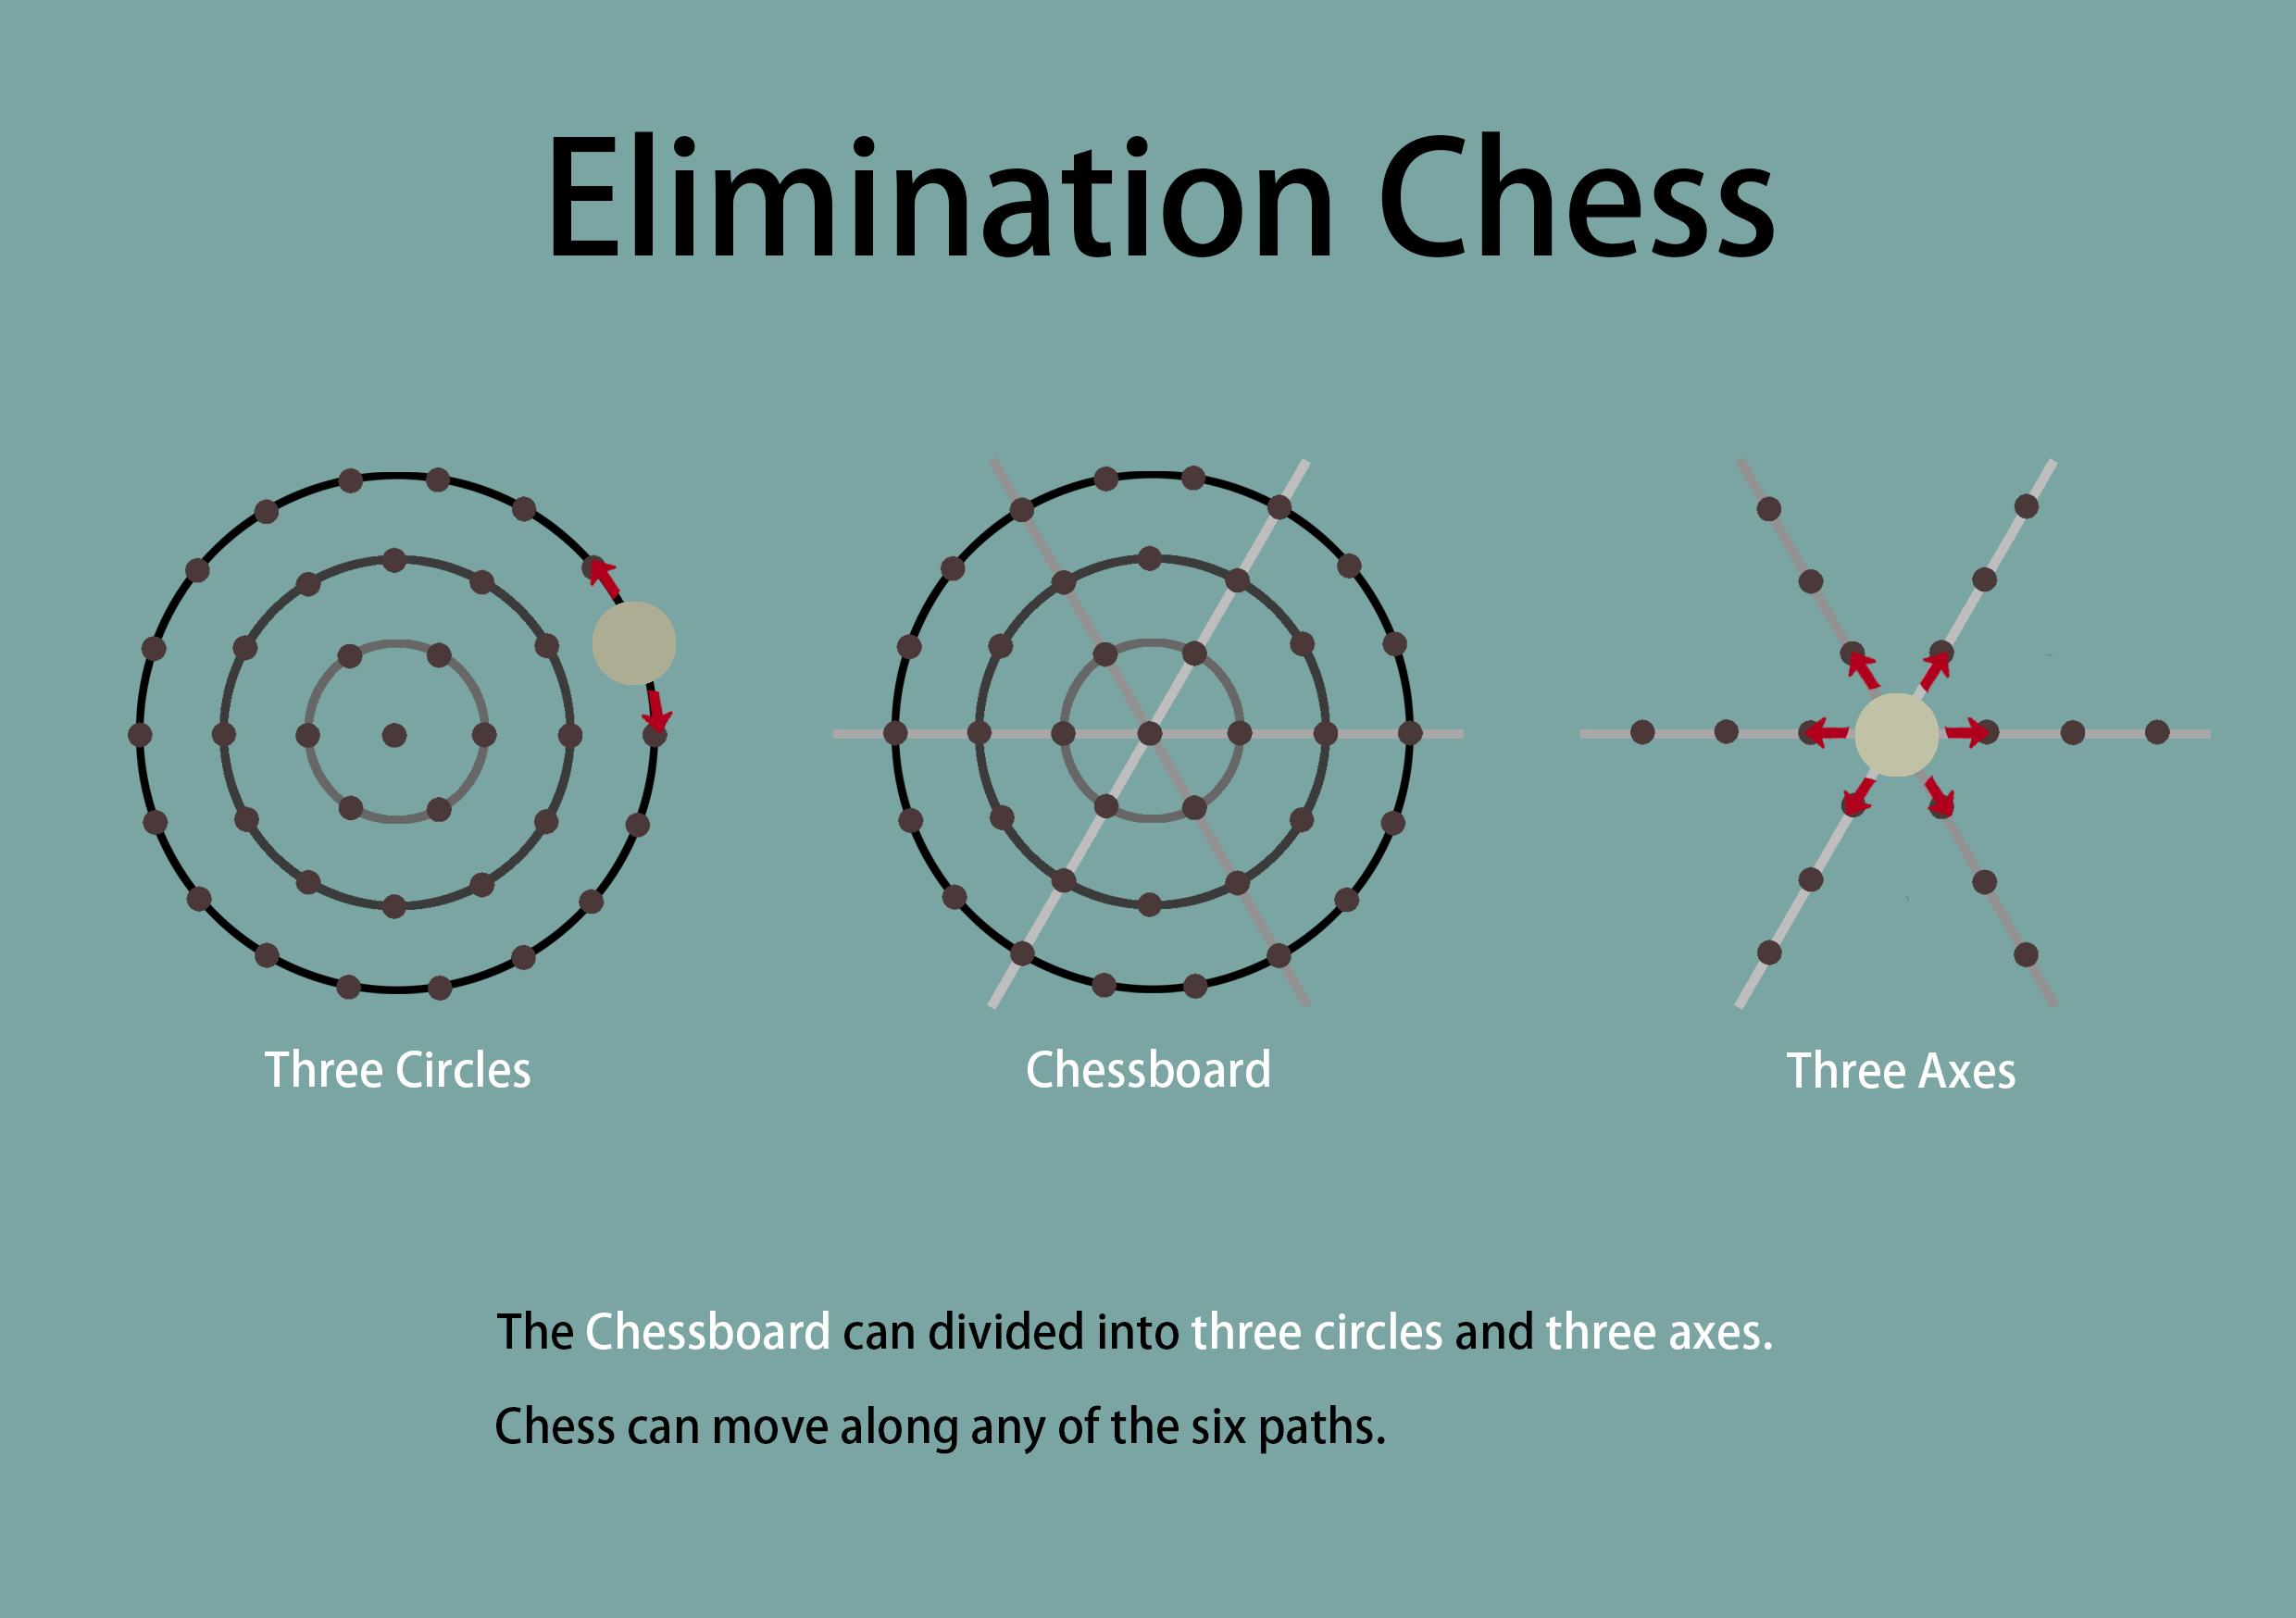 Elimination Chess
Three Circles
Chessboard
Three Axes
The Chessboard can divided into three circles and three axes.
Chess can move along any of the six paths.